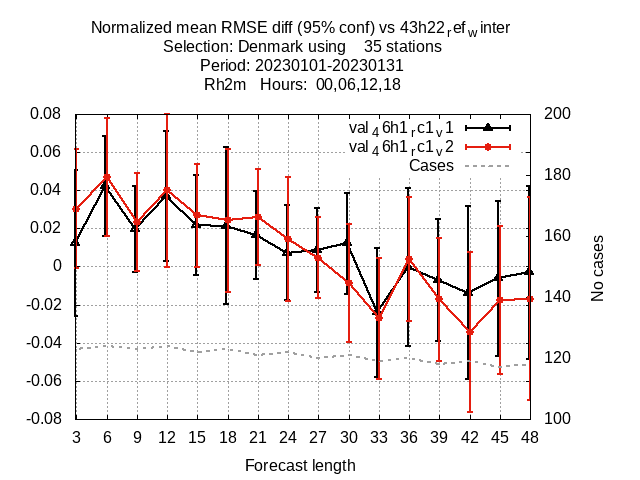 Normalized mean RMSE diff (95% conf) vs 43h22ref winter
Selection: Denmark using    35 stations
Period: 20230101-20230131
Rh2m   Hours:  00,06,12,18
val46h1rc1v1
val46h1rc1v2
Cases
0.08
0.06
0.04
0.02
0
-0.02
-0.04
-0.06
-0.08
200
180
160
140
120
100
No cases
3 6 9 12 15 18 21 24 27 30 33 36 39 42 45 48
Forecast length